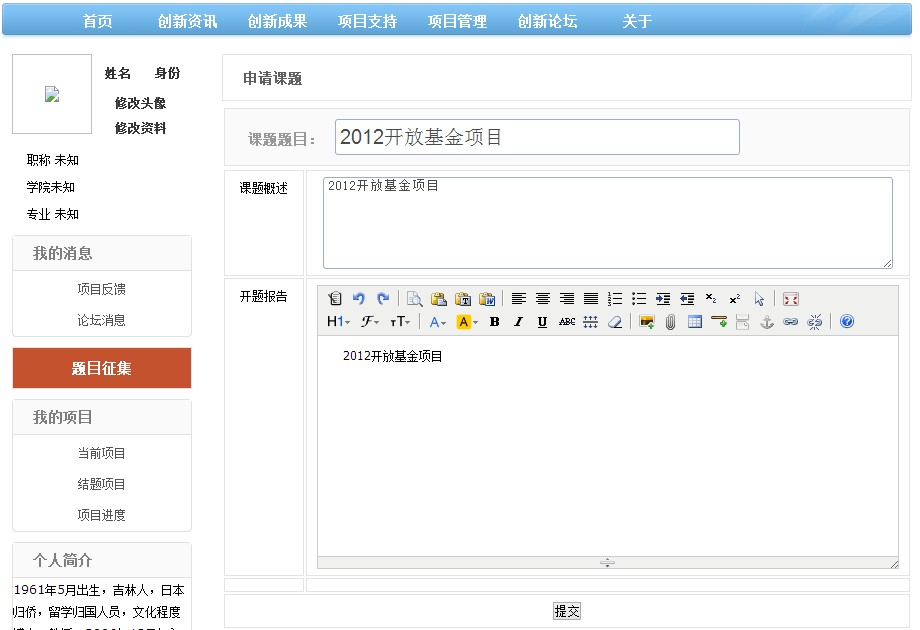 首页 创新资讯 创新成果 项目支持 项目管理 创新论坛 关于
姓名 身份
修改头像
修改资料
职称 未知
学院未知
专业 未知
我的消息
项目反馈
论坛消息
题目征集
我的项目
当前项目
结题项目
项目进度
个人简介
1961年5月出生，吉林人，日本
归侨，留学归国人员，文化程度
申请课题
课题题目： 2012开放基金项目
课题概述 2012开放基金项目
开题报告
H1 𝓕 тT A A B I U ABC
2012开放基金项目
提交